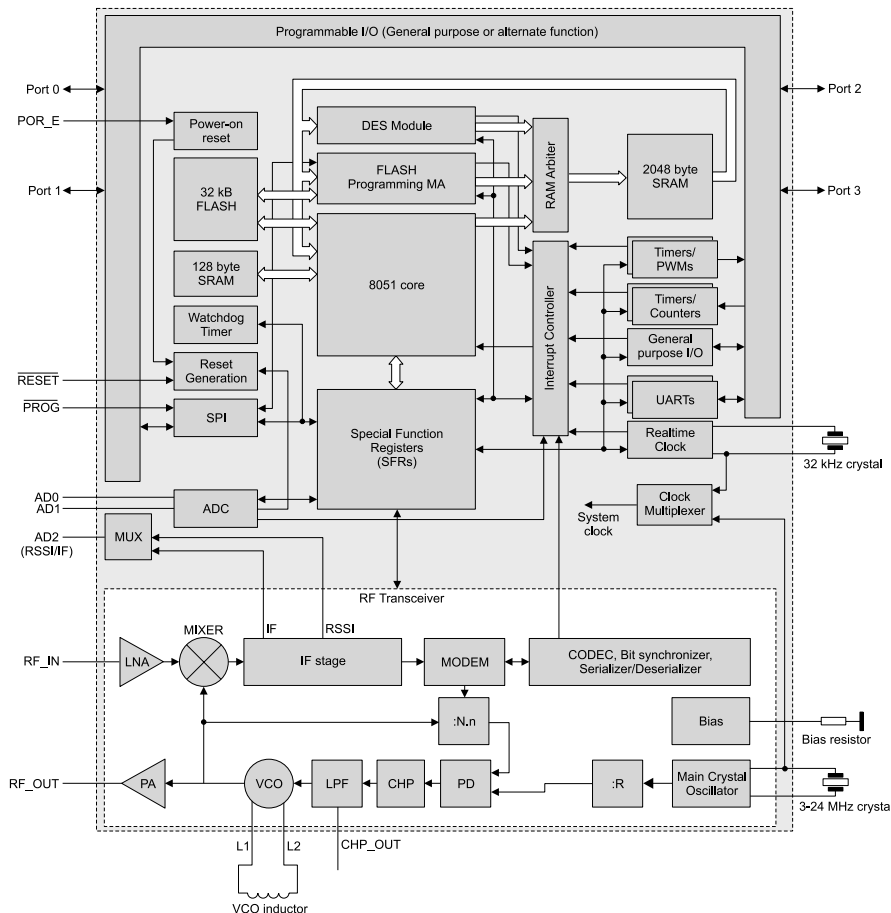 Programmable I/O (General purpose or alternate function)
Port 0
Port 2
POR_E
Power-on
reset
DES Module
FLASH
Programming MA
RAM Arbiter
2048 byte
SRAM
Port 1
Port 3
32 kB
FLASH
128 byte
SRAM
8051 core
Timers/
PWMs
Timers/
Counters
Watchdog
Timer
Interrupt Controller
General
purpose I/O
RESET
Reset
Generation
PROG
SPI
UARTs
Special Function
Registers
(SFRs)
Realtime
Clock
32 kHz crystal
AD0
AD1
ADC
Clock
Multiplexer
System
clock
AD2
(RSSI/IF)
MUX
RF Transceiver
MIXER
IF
RSSI
RF_IN
LNA
IF stage
MODEM
CODEC, Bit synchronizer,
Serializer/Deserializer
:N.n
Bias
Bias resistor
RF_OUT
PA
VCO
LPF
CHP
PD
:R
Main Crystal
Oscillator
3-24 MHz crysta
L1
L2
CHP_OUT
VCO inductor